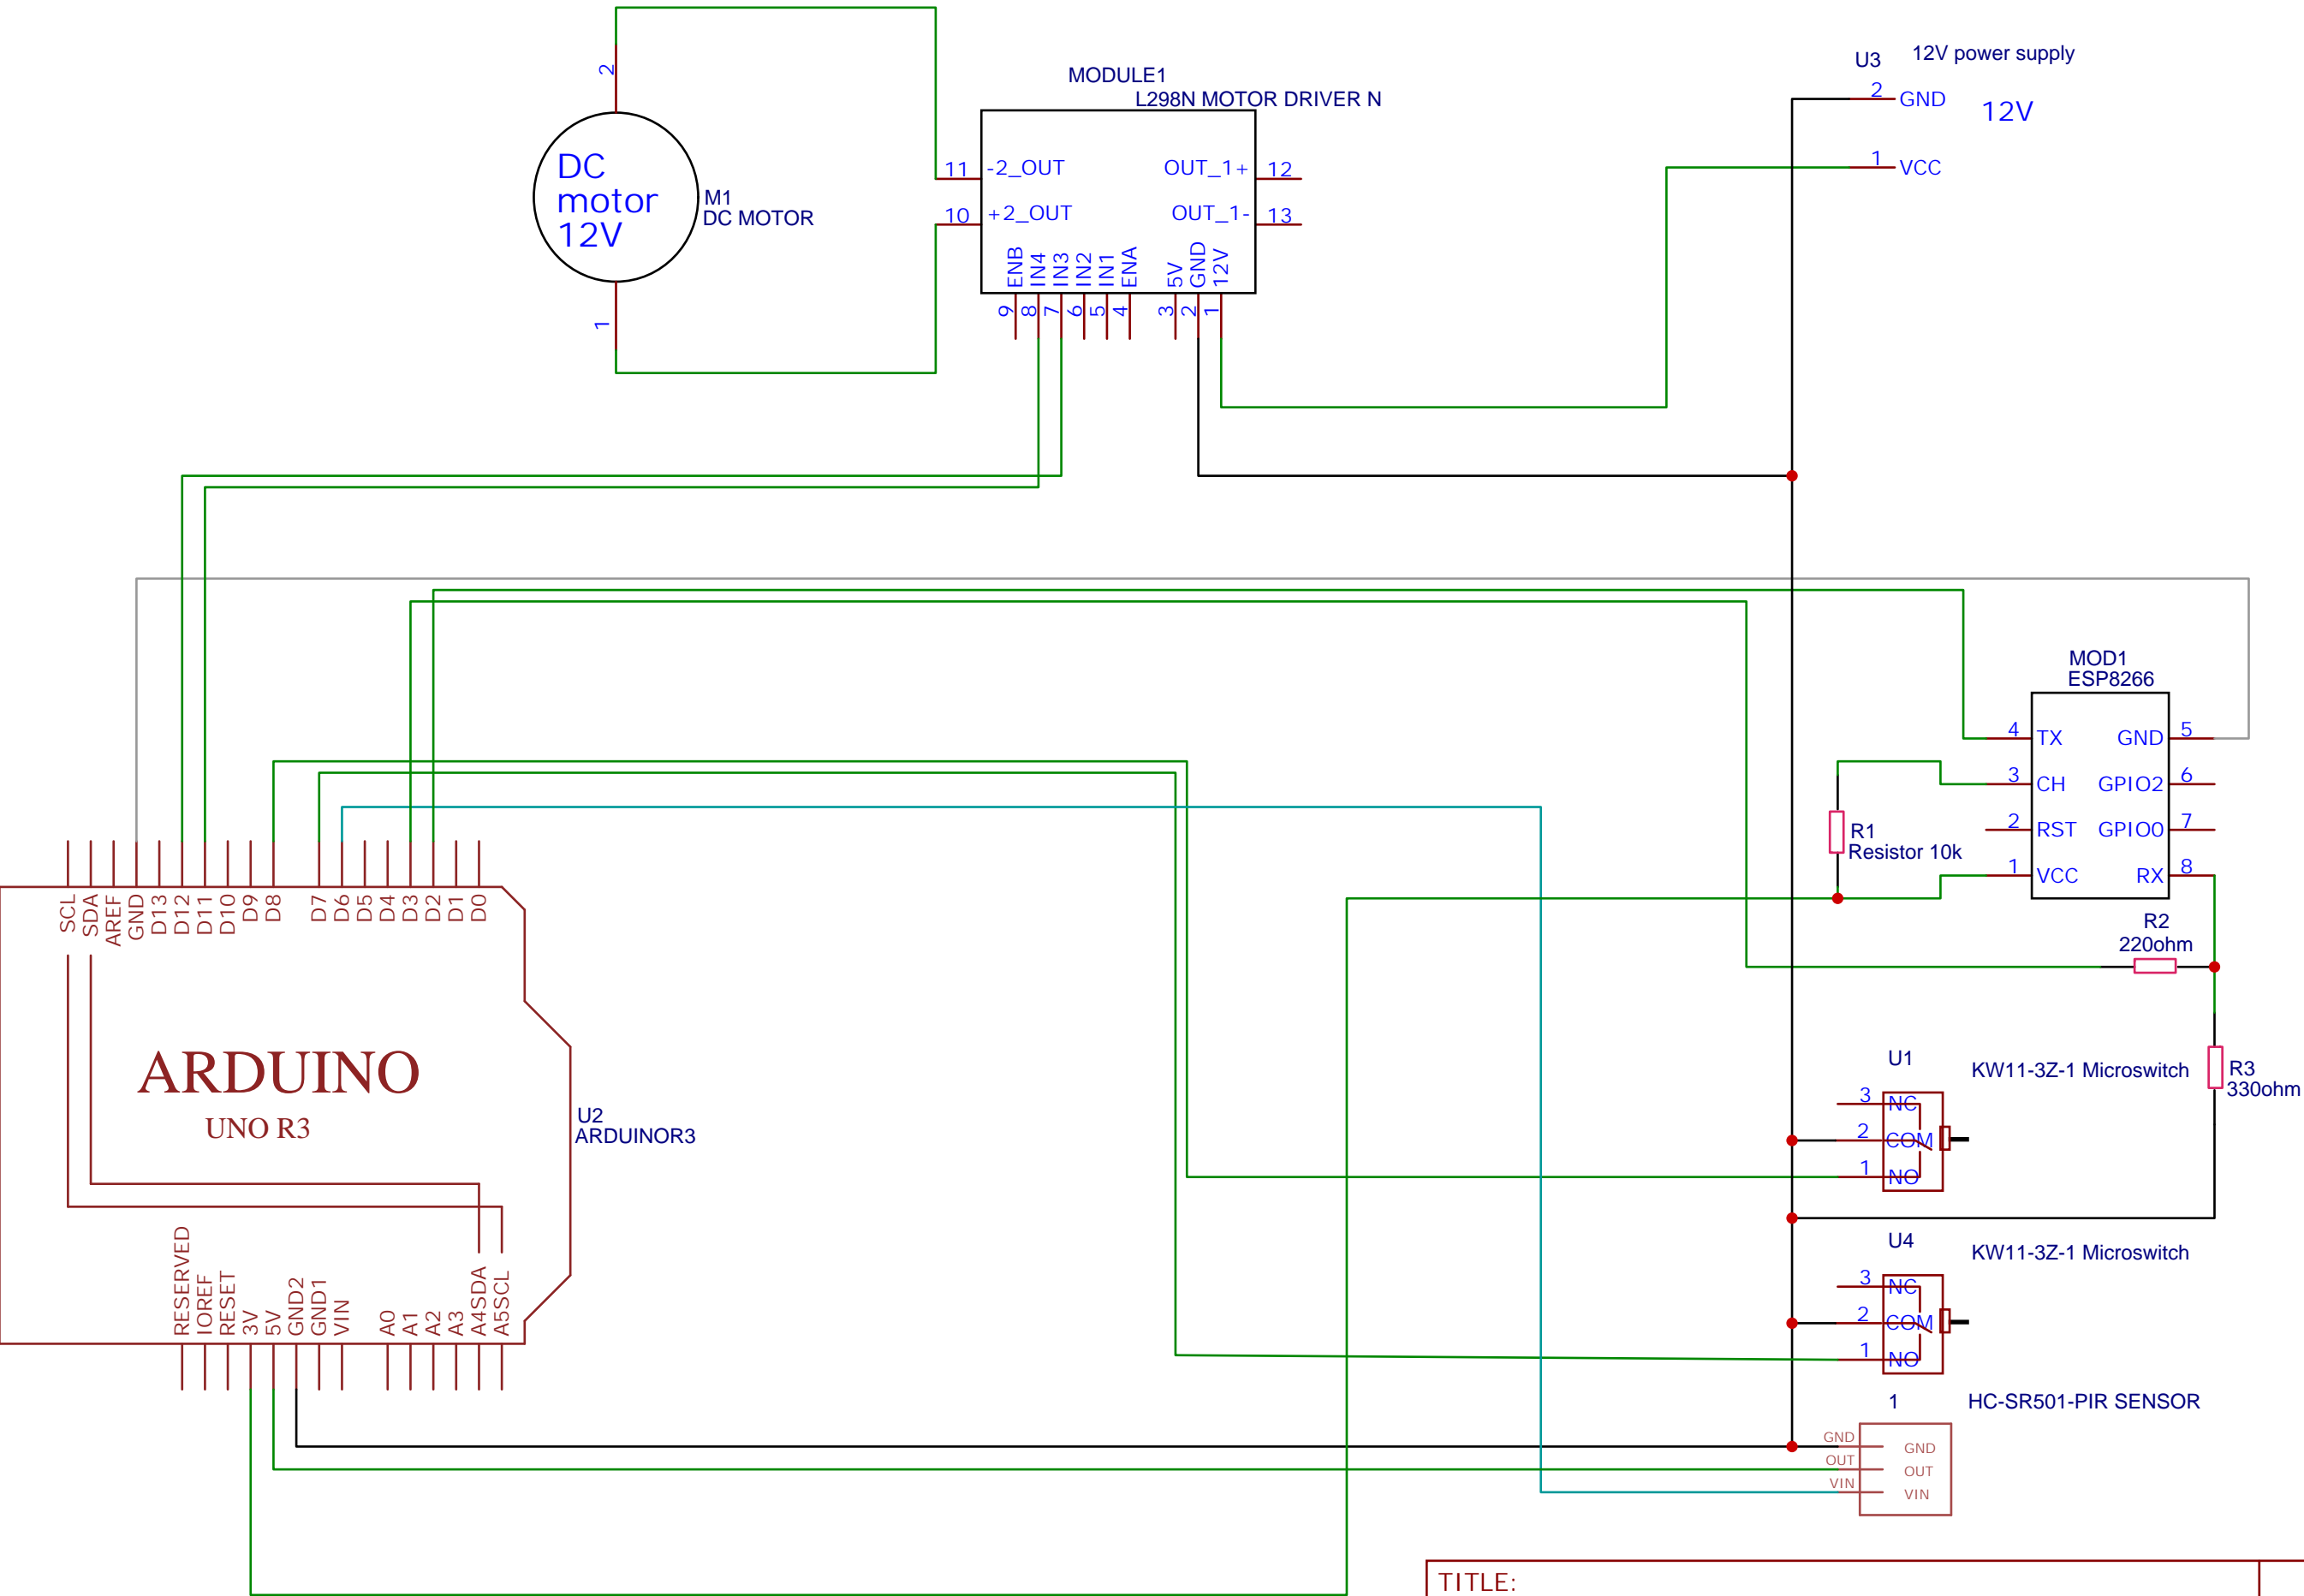 U3 12V power supply
2 GND
12V
1 VCC
MODULE1
L298N MOTOR DRIVER N
2
DC
motor
12V
M1
DC MOTOR
1
11 -2_OUT
10 +2_OUT
OUT_1+ 12
OUT_1- 13
ENB IN4 IN3 IN2 IN1 ENA 5V GND 12V
9 8 7 6 5 4 3 2 1
MOD1
ESP8266
4 TX GND 5
3 CH GPIO2 6
2 RST GPIO0 7
1 VCC RX 8
R1
Resistor 10k
R2
220ohm
R3
330ohm
SCL SDA AREF GND D13 D12 D11 D10 D9 D8 D7 D6 D5 D4 D3 D2 D1 D0
ARDUINO
UNO R3
U2
ARDUINOR3
RESERVED IOREF RESET 3V 5V GND2 GND1 VIN A0 A1 A2 A3 A4SDA A5SCL
U1
KW11-3Z-1 Microswitch
3 NC
2 COM
1 NO
U4
KW11-3Z-1 Microswitch
3 NC
2 COM
1 NO
1 HC-SR501-PIR SENSOR
GND GND
OUT OUT
VIN VIN
TITLE: